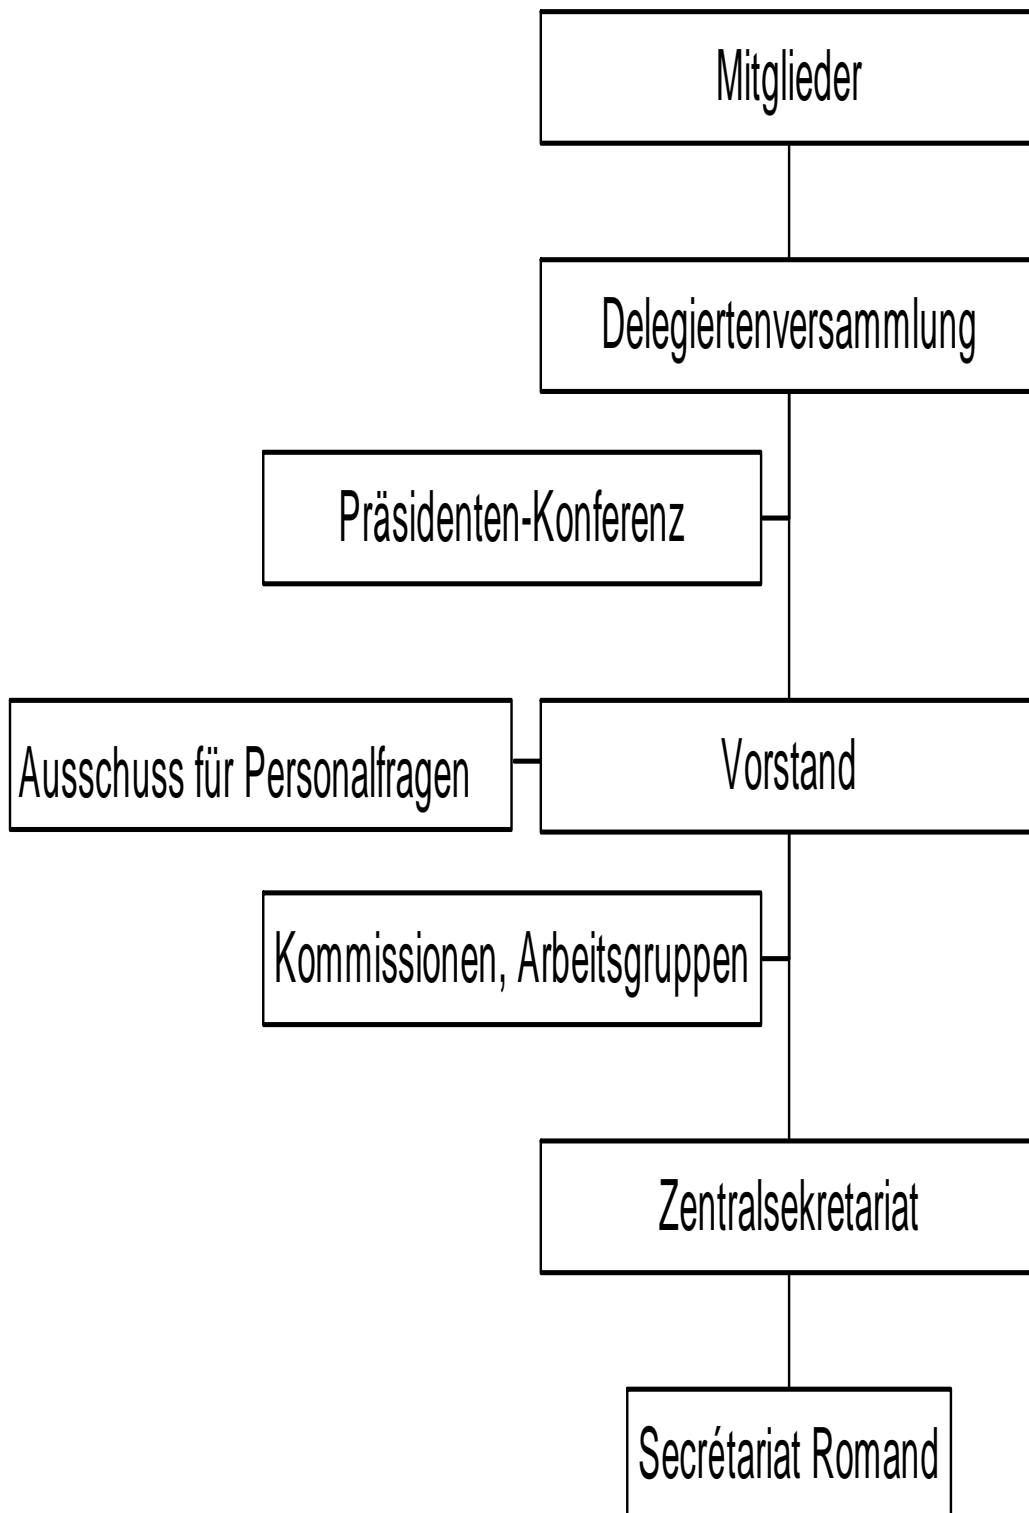 Mitglieder
Delegiertenversammlung
Präsidenten-Konferenz
Ausschuss für Personalfragen
Vorstand
Kommissionen, Arbeitsgruppen
Zentralsekretariat
Secrétariat Romand